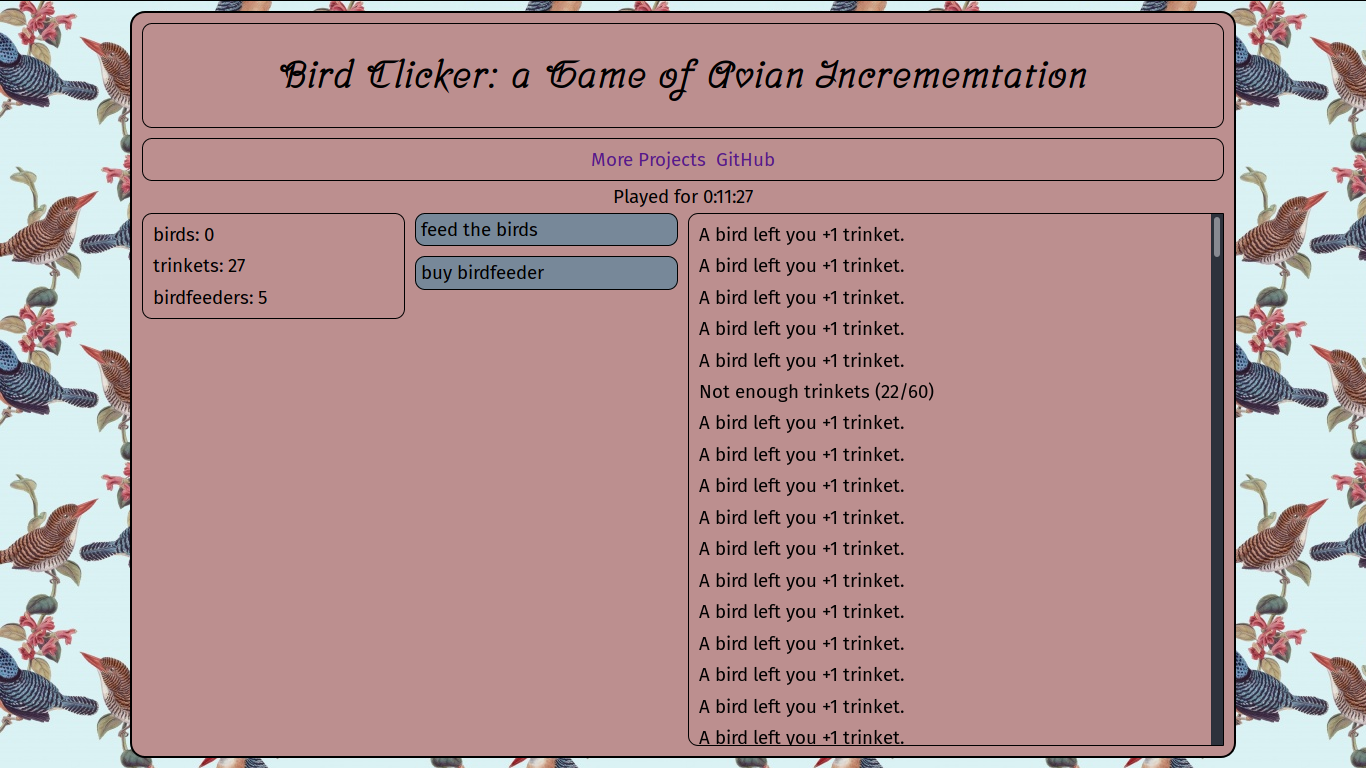 Bird Clicker: a Game of Avian Incrememtation
More Projects GitHub
Played for 0:11:27
birds: 0
trinkets: 27
birdfeeders: 5
feed the birds
buy birdfeeder
A bird left you +1 trinket.
A bird left you +1 trinket.
A bird left you +1 trinket.
A bird left you +1 trinket.
A bird left you +1 trinket.
Not enough trinkets (22/60)
A bird left you +1 trinket.
A bird left you +1 trinket.
A bird left you +1 trinket.
A bird left you +1 trinket.
A bird left you +1 trinket.
A bird left you +1 trinket.
A bird left you +1 trinket.
A bird left you +1 trinket.
A bird left you +1 trinket.
A bird left you +1 trinket.
A bird left you +1 trinket.